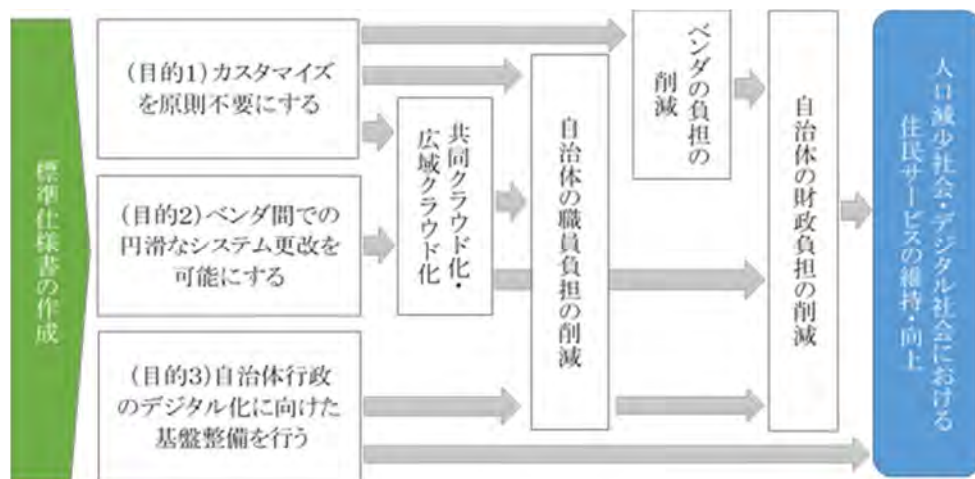 標準仕様書の作成
(目的1)カスタマイズ
を原則不要にする
(目的2)ベンダ間での
円滑なシステム更改を
可能にする
(目的3)自治体行政
のデジタル化に向けた
基盤整備を行う
共同クラウド化・
広域クラウド化
自治体の職員負担の削減
ベンダの負担の
削減
自治体の財政負担の削減
人口減少社会・デジタル社会における
住民サービスの維持・向上